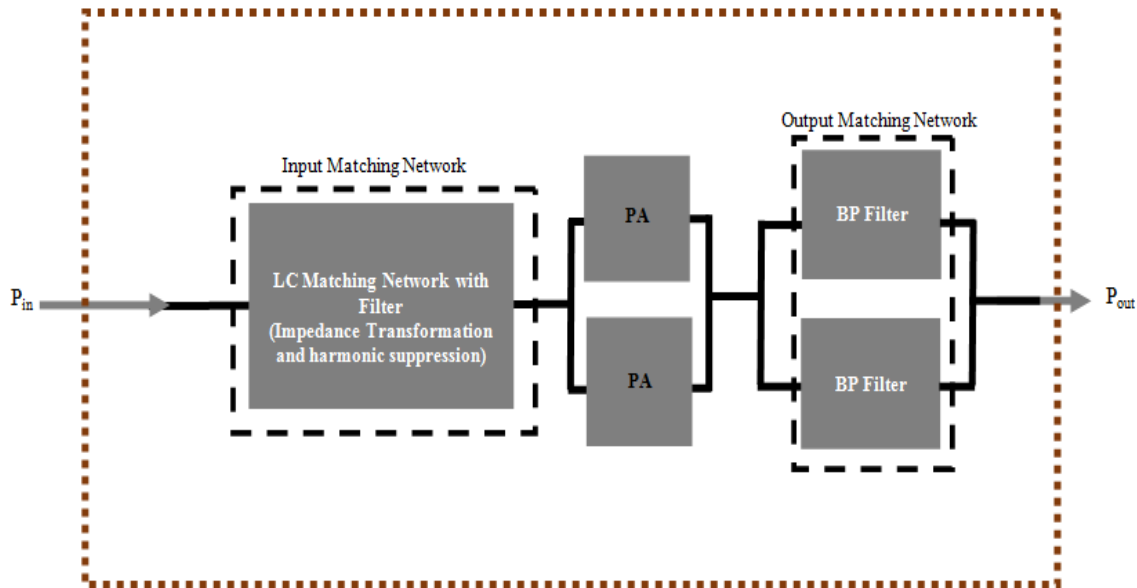 Output Matching Network
Input Matching Network
PA
BP Filter
LC Matching Network with
Filter
(Impedance Transformation
and harmonic suppression)
Pin
Pout
PA
BP Filter